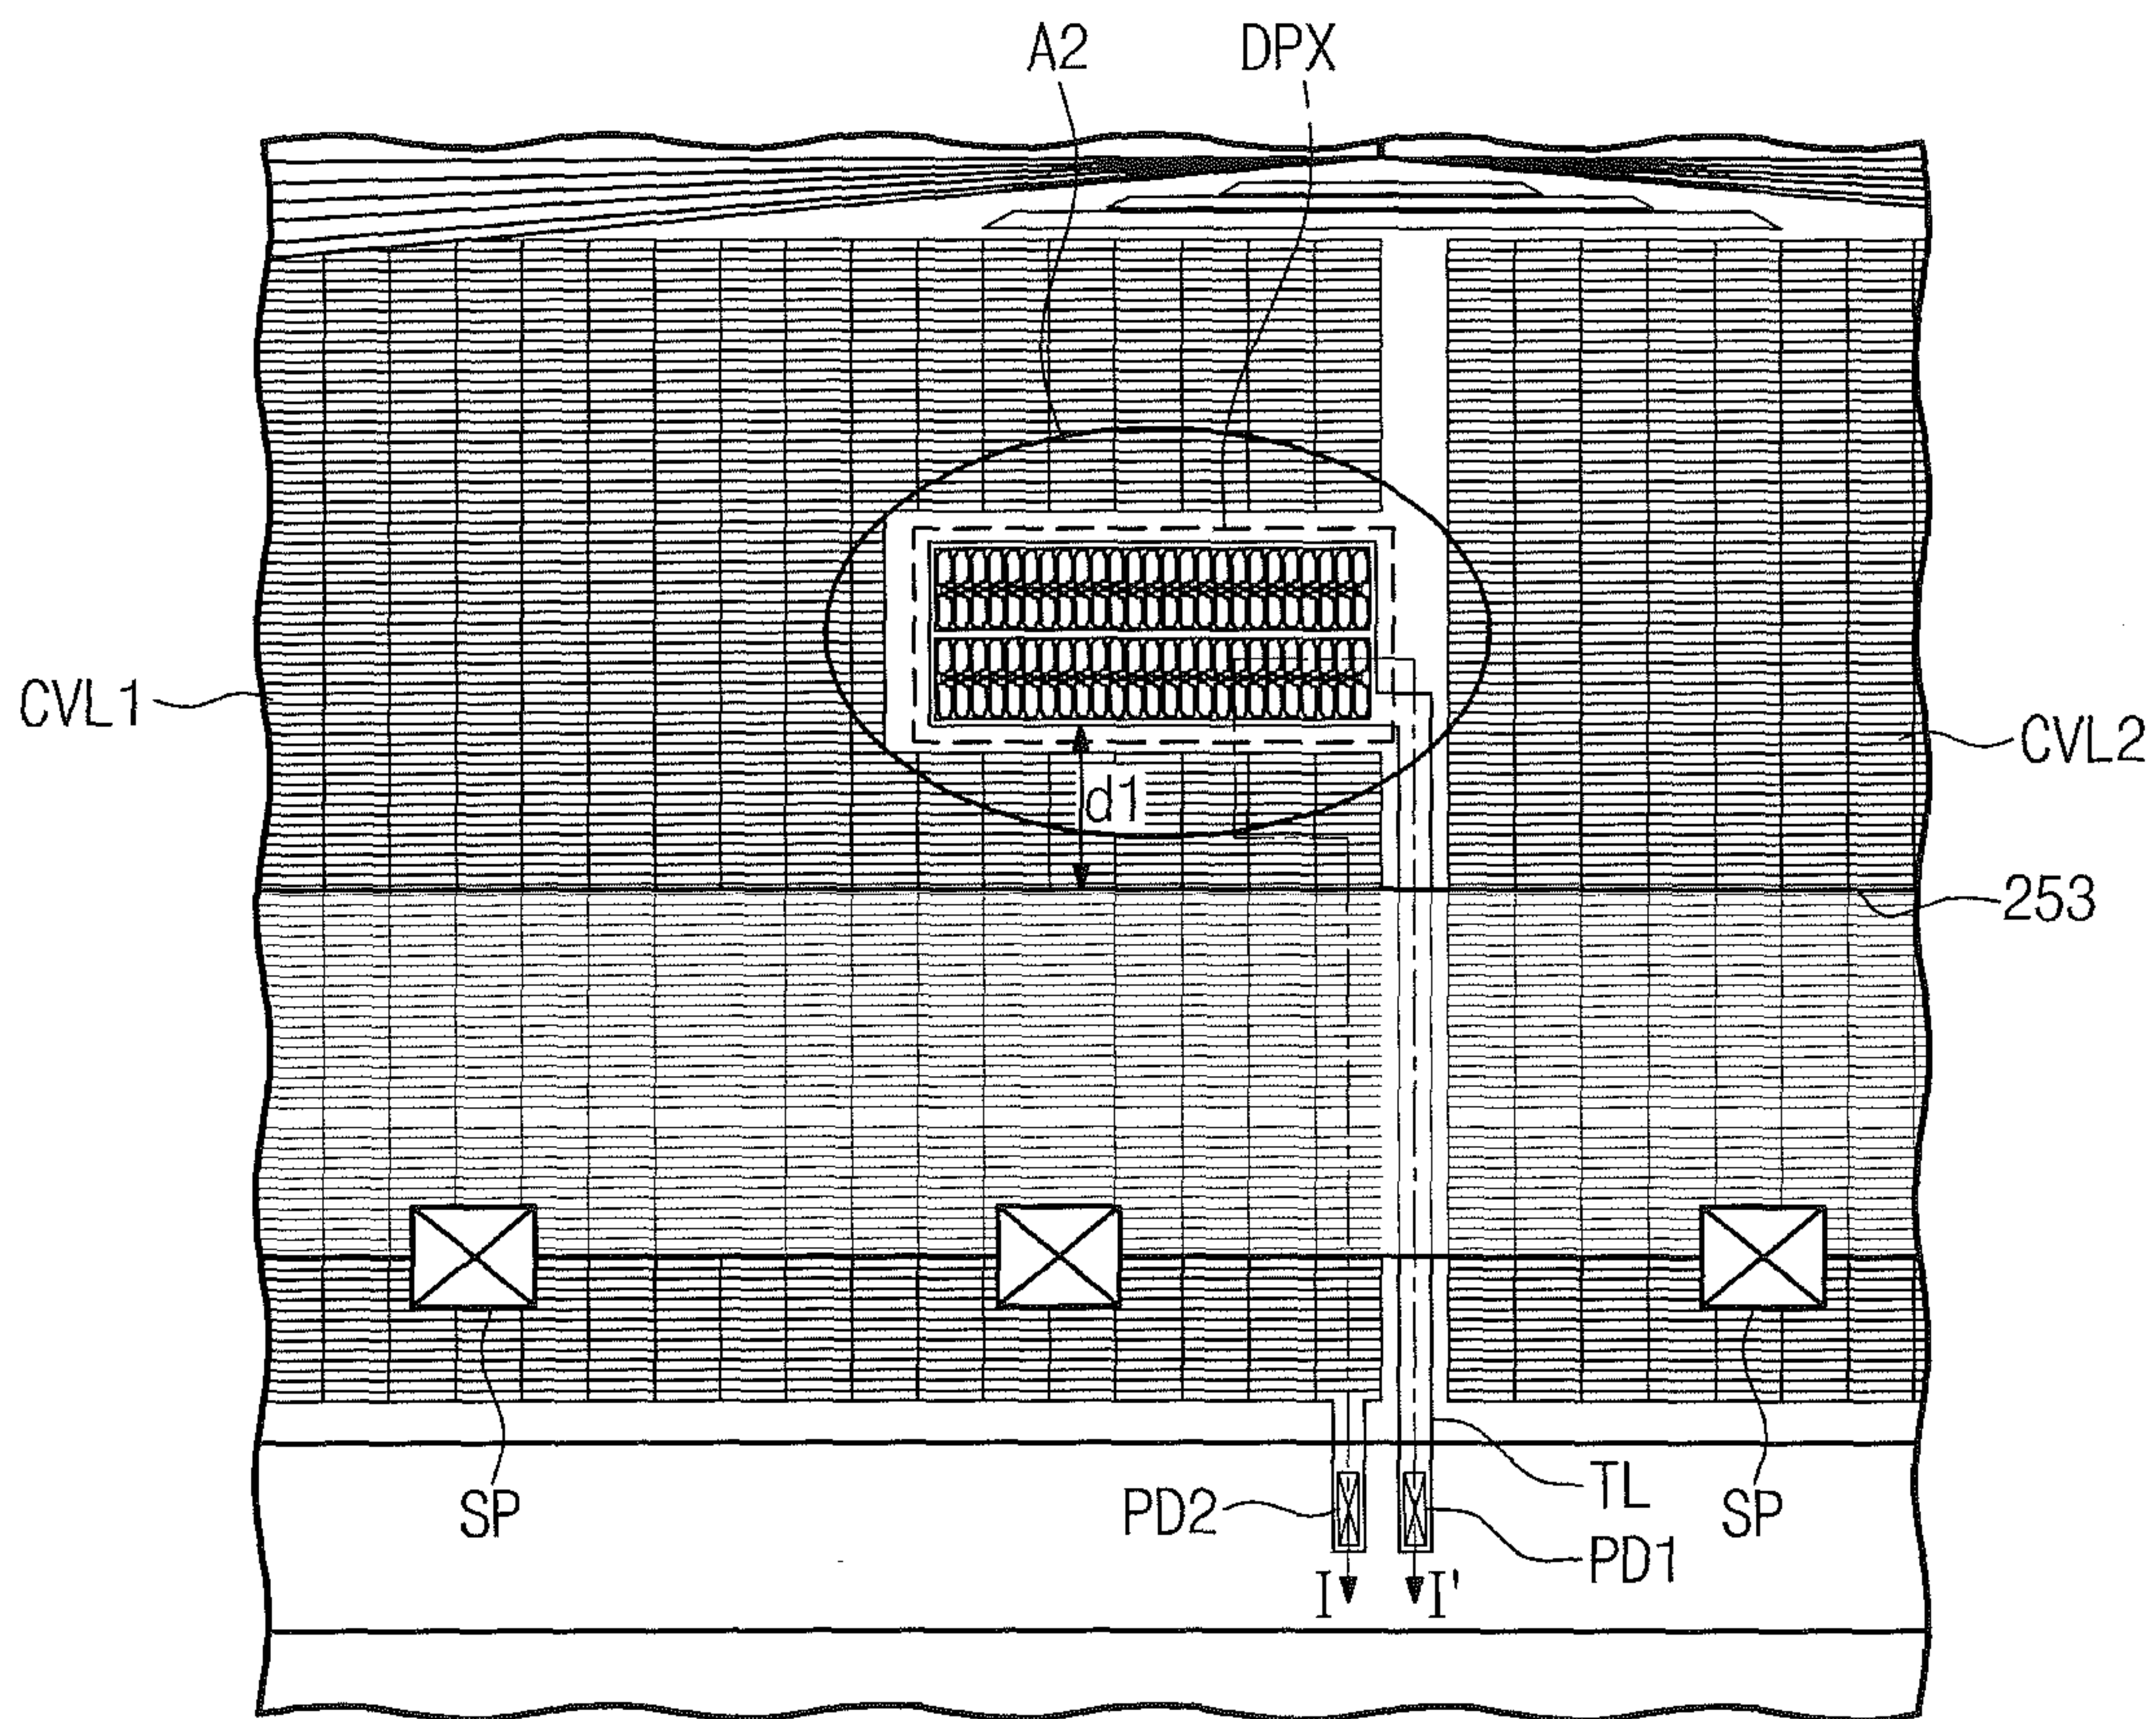 A2 DPX
CVL1
CVL2
d1
253
SP
PD2
TL
SP
PD1
I I'